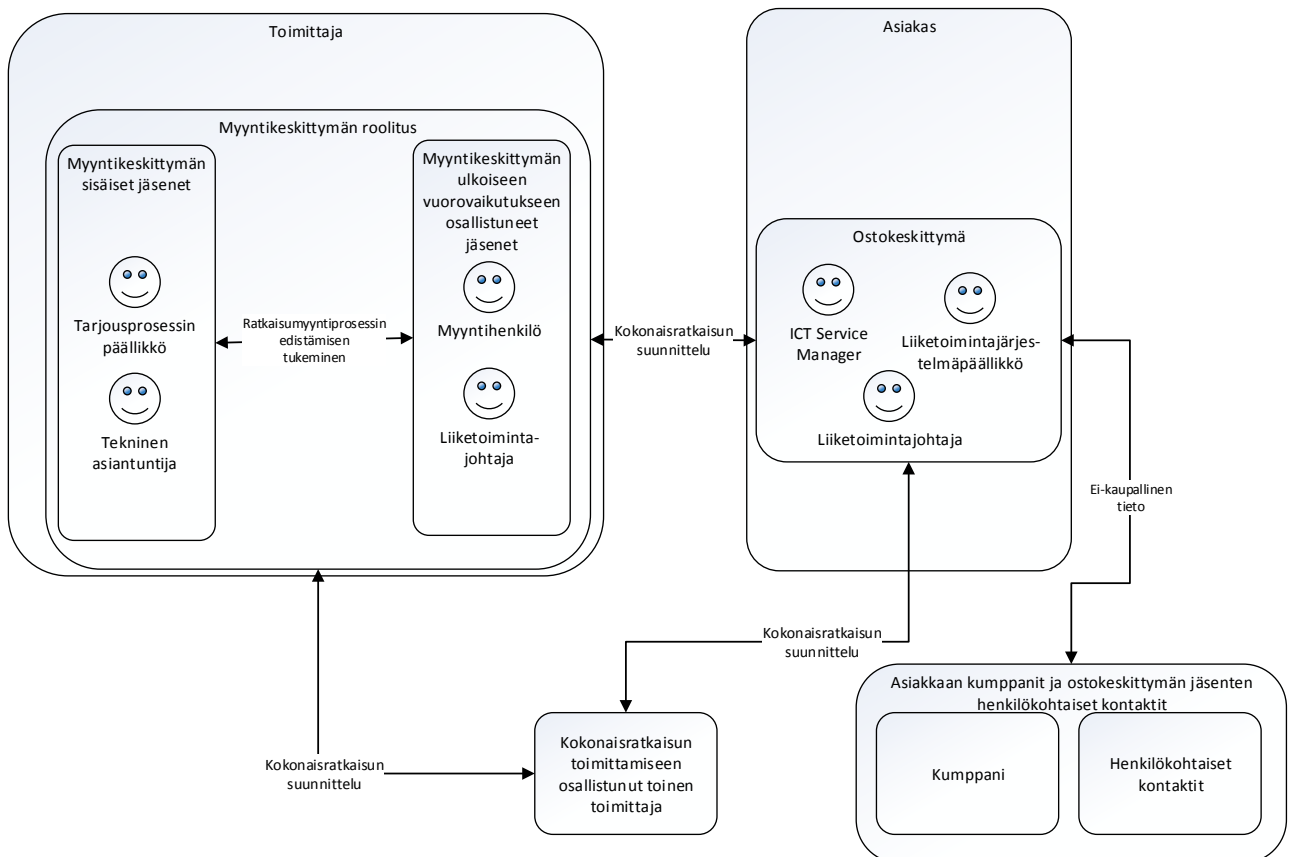 Toimittaja
Myyntikeskittymän roolitus
Myyntikeskittymän
sisäiset jäsenet
Tarjousprosessin
päällikkö
Tekninen
asiantuntija
Ratkaisumyyntiprosessin
edistämisen
tukeminen
Myyntikeskittymän
ulkoiseen
vuorovaikutukseen
osallistuneet
jäsenet
Myyntihenkilö
Liiketoiminta-
johtaja
Kokonaisratkaisun
suunnittelu
Asiakas
Ostokeskittymä
ICT Service
Manager
Liiketoimintajärjes-
telmäpäällikkö
Liiketoimintajohtaja
Ei-kaupallinen
tieto
Kokonaisratkaisun
suunnittelu
Kokonaisratkaisun
suunnittelu
Kokonaisratkaisun
toimittamiseen
osallistunut toinen
toimittaja
Asiakkaan kumppanit ja ostokeskittymän jäsenten
henkilökohtaiset kontaktit
Kumppani
Henkilökohtaiset
kontaktit